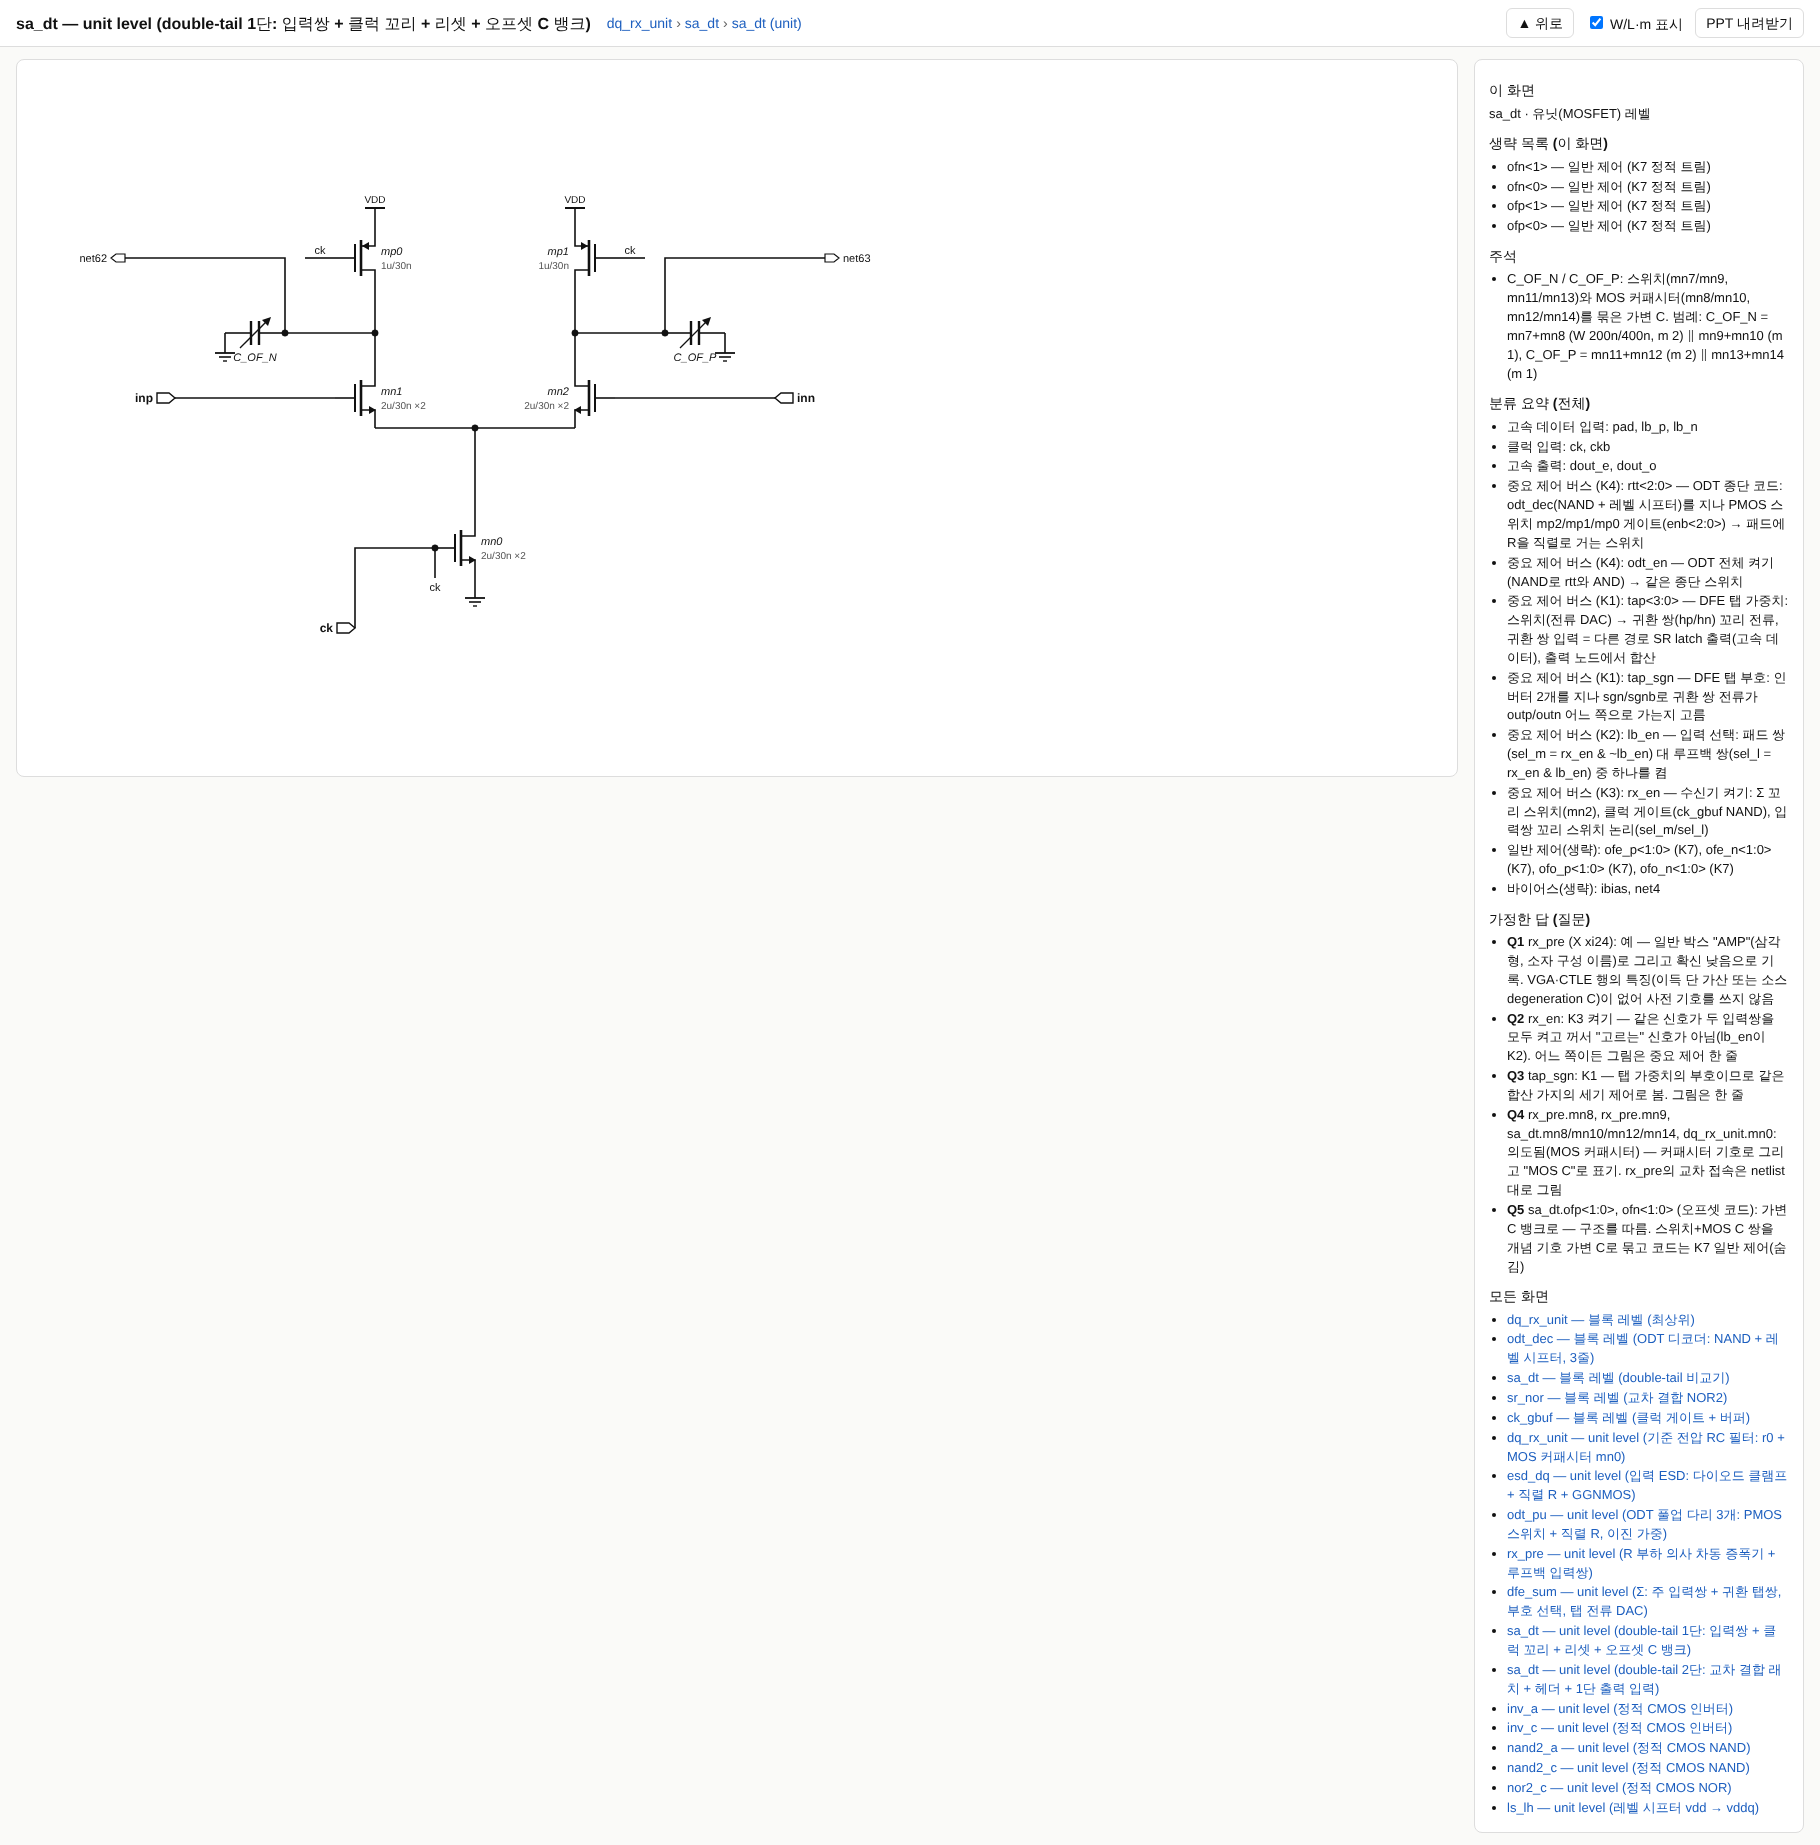 sa_dt — unit level (double-tail 1단: 입력쌍 + 클럭 꼬리 + 리셋 + 오프셋 C 뱅크) dq_rx_unit › sa_dt › sa_dt (unit) ▲ 위로 W/L·m 표시 PPT 내려받기
VDD VDD
net62 ck mp0 1u/30n mp1 1u/30n ck net63
C_OF_N C_OF_P
inp mn1 2u/30n ×2 mn2 2u/30n ×2 inn
mn0
2u/30n ×2
ck
ck
이 화면
sa_dt · 유닛(MOSFET) 레벨
생략 목록 (이 화면)
ofn<1> — 일반 제어 (K7 정적 트림)
ofn<0> — 일반 제어 (K7 정적 트림)
ofp<1> — 일반 제어 (K7 정적 트림)
ofp<0> — 일반 제어 (K7 정적 트림)
주석
C_OF_N / C_OF_P: 스위치(mn7/mn9,
mn11/mn13)와 MOS 커패시터(mn8/mn10,
mn12/mn14)를 묶은 가변 C. 범례: C_OF_N =
mn7+mn8 (W 200n/400n, m 2) ∥ mn9+mn10 (m
1), C_OF_P = mn11+mn12 (m 2) ∥ mn13+mn14
(m 1)
분류 요약 (전체)
고속 데이터 입력: pad, lb_p, lb_n
클럭 입력: ck, ckb
고속 출력: dout_e, dout_o
중요 제어 버스 (K4): rtt<2:0> — ODT 종단 코드:
odt_dec(NAND + 레벨 시프터)를 지나 PMOS 스
위치 mp2/mp1/mp0 게이트(enb<2:0>) → 패드에
R을 직렬로 거는 스위치
중요 제어 버스 (K4): odt_en — ODT 전체 켜기
(NAND로 rtt와 AND) → 같은 종단 스위치
중요 제어 버스 (K1): tap<3:0> — DFE 탭 가중치:
스위치(전류 DAC) → 귀환 쌍(hp/hn) 꼬리 전류,
귀환 쌍 입력 = 다른 경로 SR latch 출력(고속 데
이터), 출력 노드에서 합산
중요 제어 버스 (K1): tap_sgn — DFE 탭 부호: 인
버터 2개를 지나 sgn/sgnb로 귀환 쌍 전류가
outp/outn 어느 쪽으로 가는지 고름
중요 제어 버스 (K2): lb_en — 입력 선택: 패드 쌍
(sel_m = rx_en & ~lb_en) 대 루프백 쌍(sel_l =
rx_en & lb_en) 중 하나를 켬
중요 제어 버스 (K3): rx_en — 수신기 켜기: Σ 꼬
리 스위치(mn2), 클럭 게이트(ck_gbuf NAND), 입
력쌍 꼬리 스위치 논리(sel_m/sel_l)
일반 제어(생략): ofe_p<1:0> (K7), ofe_n<1:0>
(K7), ofo_p<1:0> (K7), ofo_n<1:0> (K7)
바이어스(생략): ibias, net4
가정한 답 (질문)
Q1 rx_pre (X xi24): 예 — 일반 박스 "AMP"(삼각
형, 소자 구성 이름)로 그리고 확신 낮음으로 기
록. VGA·CTLE 행의 특징(이득 단 가산 또는 소스
degeneration C)이 없어 사전 기호를 쓰지 않음
Q2 rx_en: K3 켜기 — 같은 신호가 두 입력쌍을
모두 켜고 꺼서 "고르는" 신호가 아님(lb_en이
K2). 어느 쪽이든 그림은 중요 제어 한 줄
Q3 tap_sgn: K1 — 탭 가중치의 부호이므로 같은
합산 가지의 세기 제어로 봄. 그림은 한 줄
Q4 rx_pre.mn8, rx_pre.mn9,
sa_dt.mn8/mn10/mn12/mn14, dq_rx_unit.mn0:
의도됨(MOS 커패시터) — 커패시터 기호로 그리
고 "MOS C"로 표기. rx_pre의 교차 접속은 netlist
대로 그림
Q5 sa_dt.ofp<1:0>, ofn<1:0> (오프셋 코드): 가변
C 뱅크로 — 구조를 따름. 스위치+MOS C 쌍을
개념 기호 가변 C로 묶고 코드는 K7 일반 제어(숨
김)
모든 화면
dq_rx_unit — 블록 레벨 (최상위)
odt_dec — 블록 레벨 (ODT 디코더: NAND + 레
벨 시프터, 3줄)
sa_dt — 블록 레벨 (double-tail 비교기)
sr_nor — 블록 레벨 (교차 결합 NOR2)
ck_gbuf — 블록 레벨 (클럭 게이트 + 버퍼)
dq_rx_unit — unit level (기준 전압 RC 필터: r0 +
MOS 커패시터 mn0)
esd_dq — unit level (입력 ESD: 다이오드 클램프
+ 직렬 R + GGNMOS)
odt_pu — unit level (ODT 풀업 다리 3개: PMOS
스위치 + 직렬 R, 이진 가중)
rx_pre — unit level (R 부하 의사 차동 증폭기 +
루프백 입력쌍)
dfe_sum — unit level (Σ: 주 입력쌍 + 귀환 탭쌍,
부호 선택, 탭 전류 DAC)
sa_dt — unit level (double-tail 1단: 입력쌍 + 클
럭 꼬리 + 리셋 + 오프셋 C 뱅크)
sa_dt — unit level (double-tail 2단: 교차 결합 래
치 + 헤더 + 1단 출력 입력)
inv_a — unit level (정적 CMOS 인버터)
inv_c — unit level (정적 CMOS 인버터)
nand2_a — unit level (정적 CMOS NAND)
nand2_c — unit level (정적 CMOS NAND)
nor2_c — unit level (정적 CMOS NOR)
ls_lh — unit level (레벨 시프터 vdd → vddq)